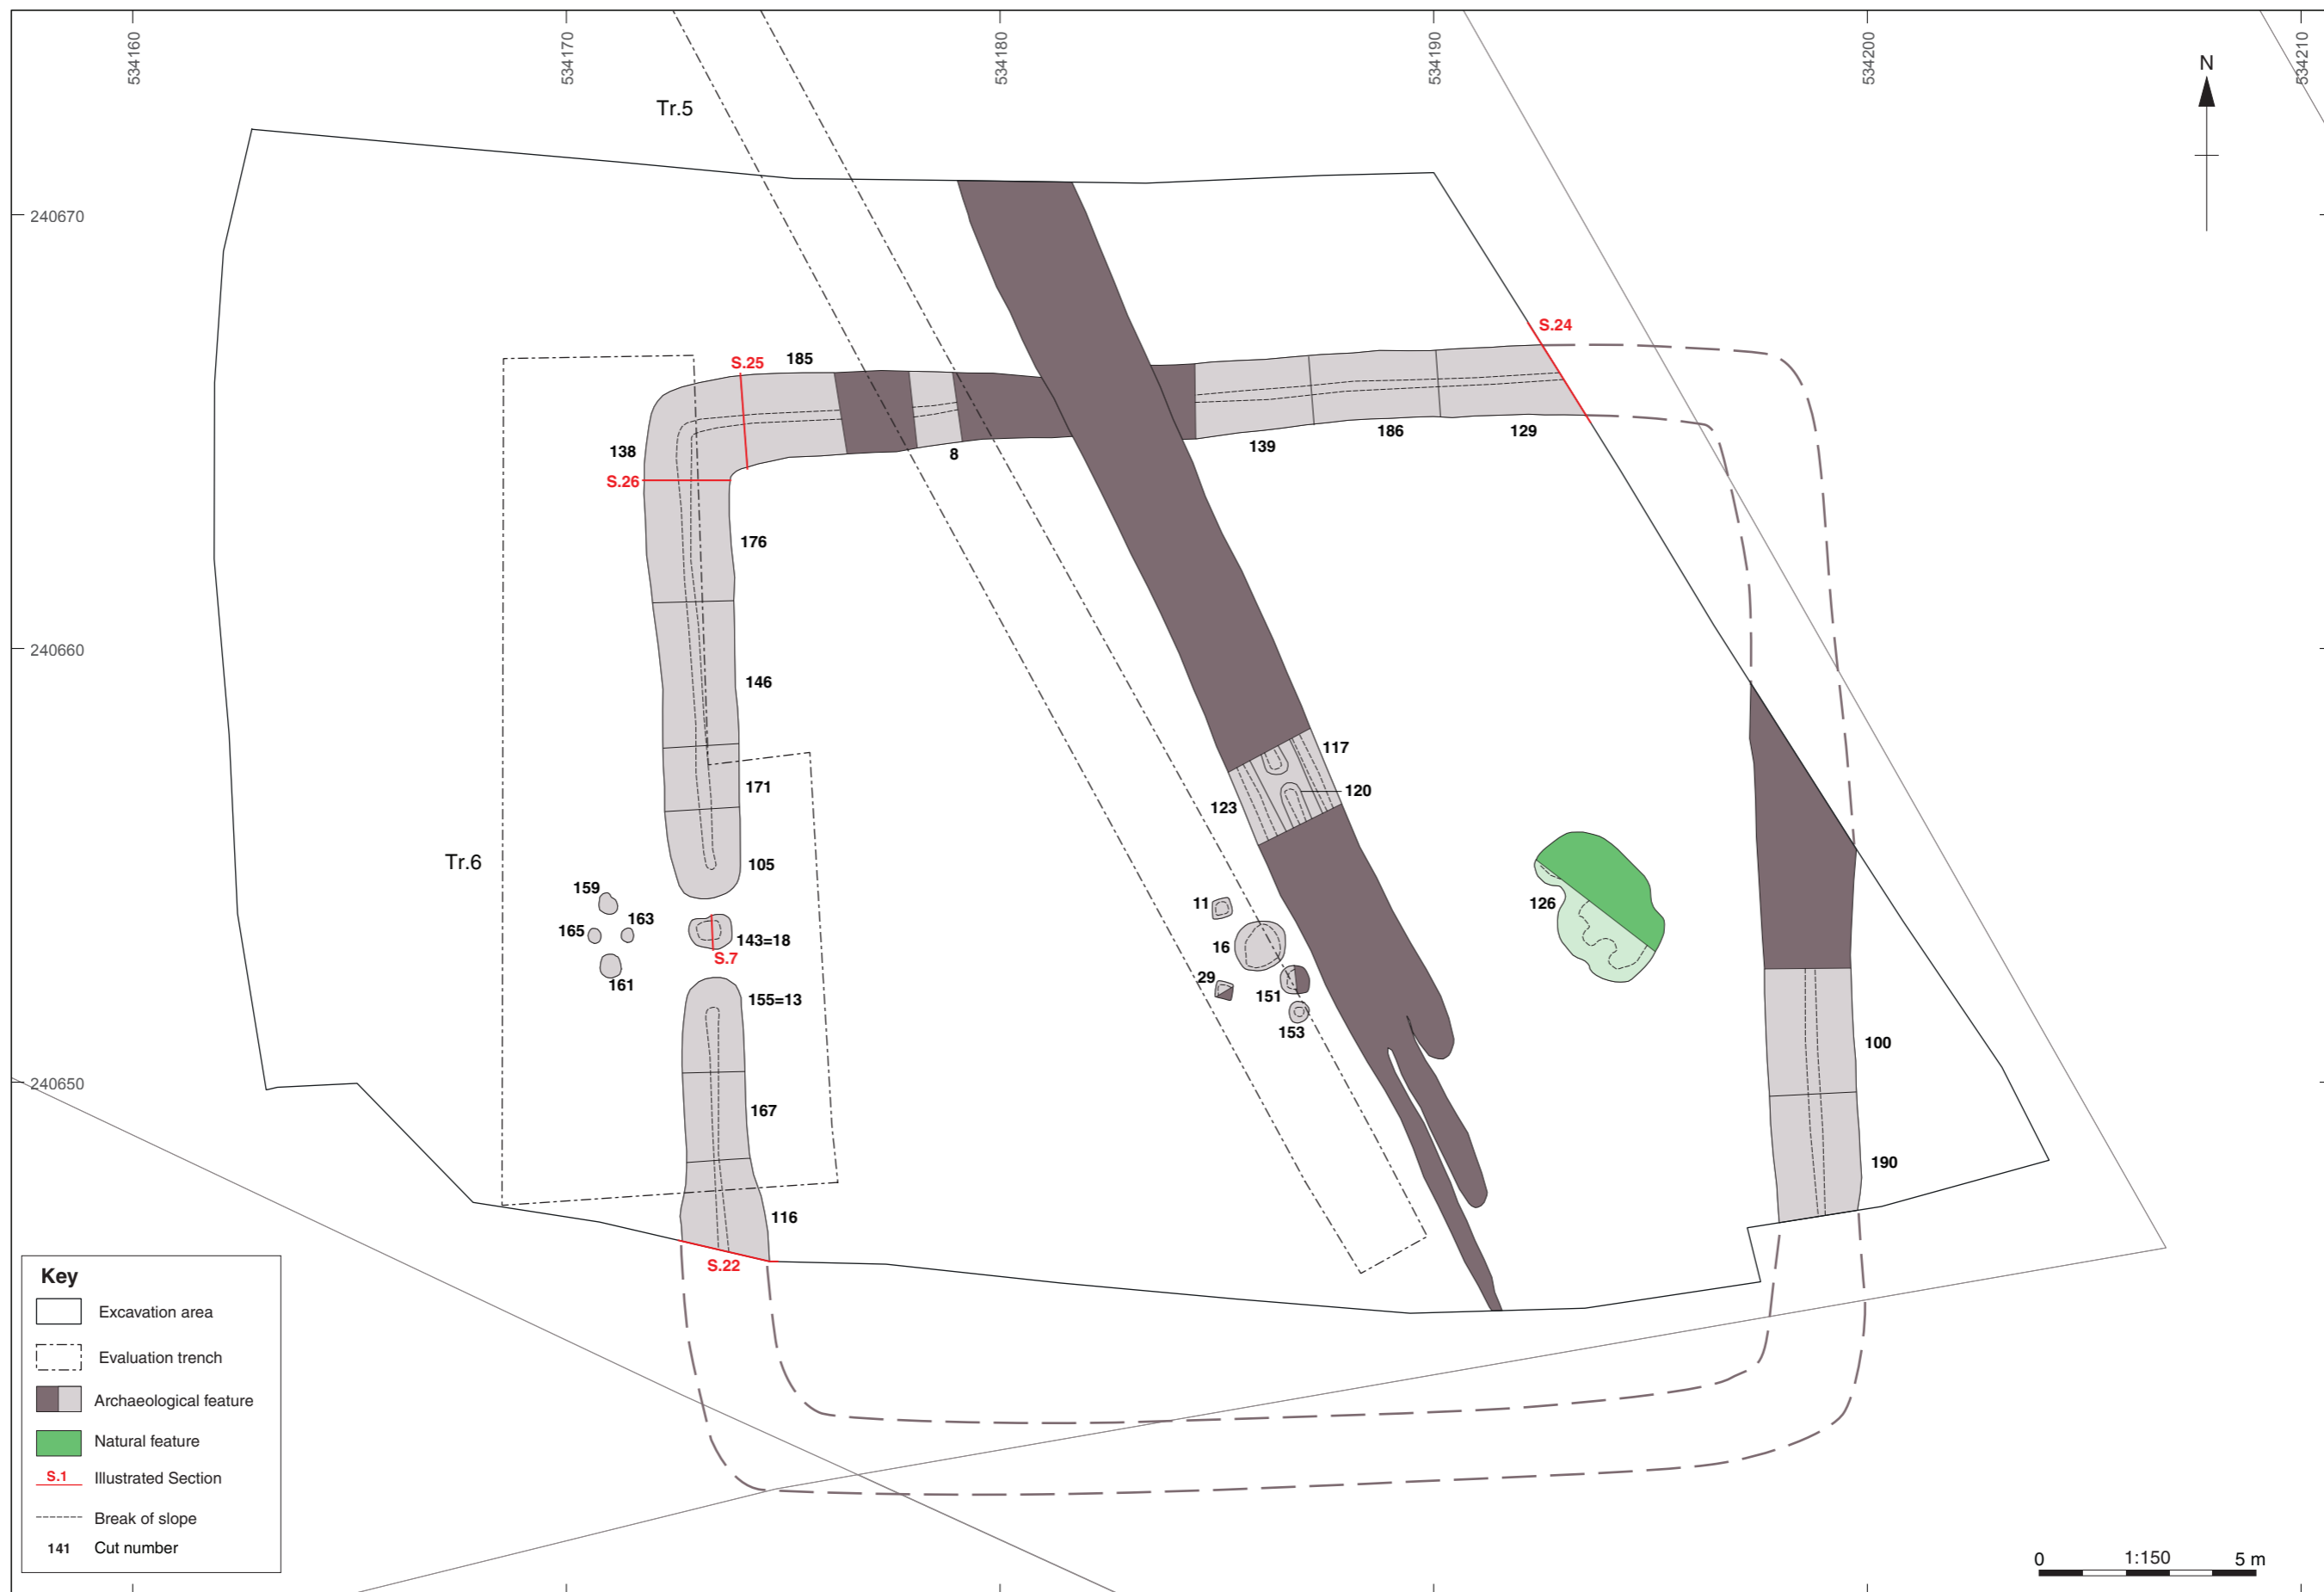 534160
534170
534180
534190
534200
534210
N
Tr.5
240670
S.24
S.25
185
138
8
139
186
129
S.26
176
240660
146
117
171
120
123
Tr.6
105
159
163
165
143=18
S.7
161
11
16
29
151
153
126
155=13
100
240650
167
190
116
S.22
Key
Excavation area
Evaluation trench
Archaeological feature
Natural feature
S.1 Illustrated Section
Break of slope
141 Cut number
0 1:150 5 m